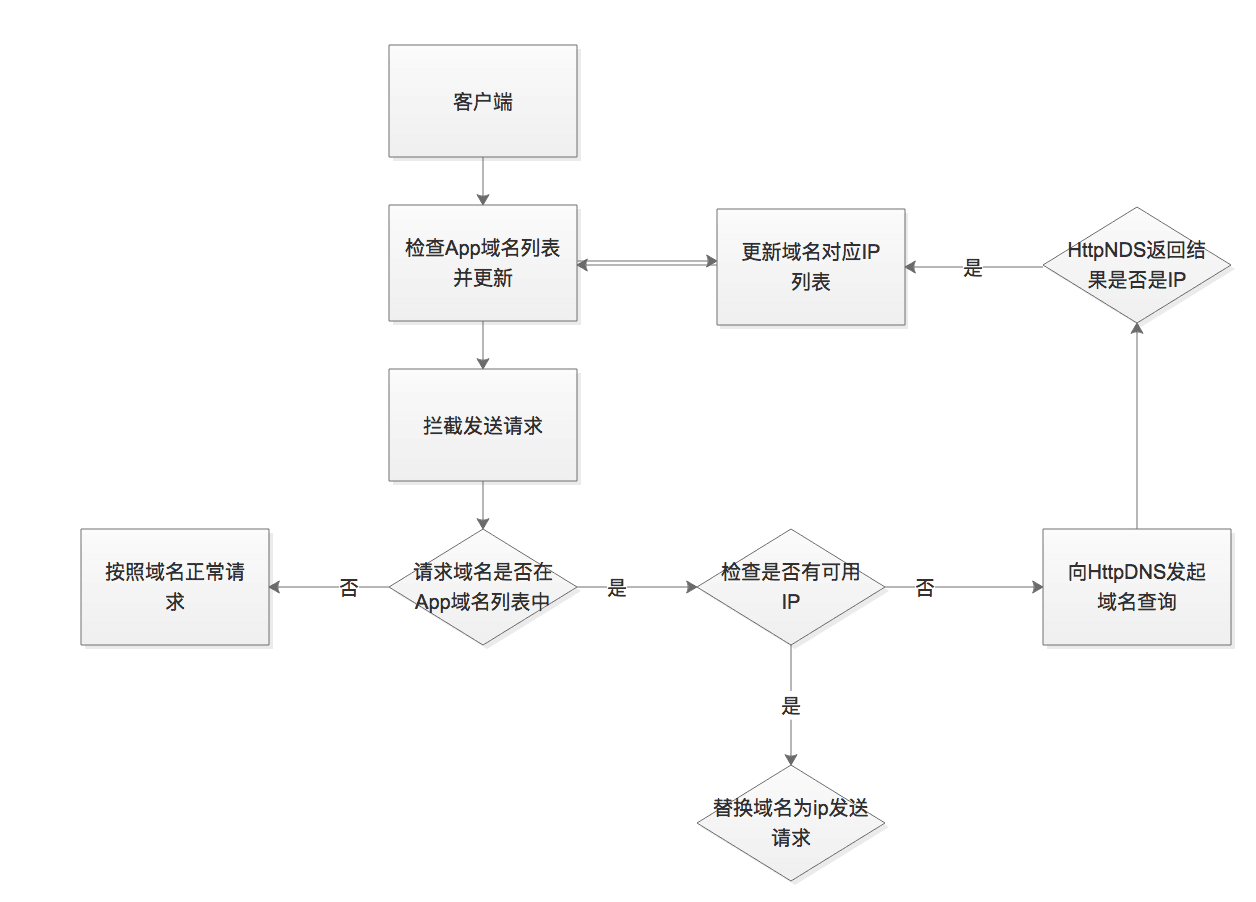 客户端
检查App域名列表
并更新
更新域名对应IP
列表
是
HttpNDS返回结
果是否是IP
拦截发送请求
按照域名正常请
求
否
请求域名是否在
App域名列表中
是
检查是否有可用
IP
否
向HttpDNS发起
域名查询
是
替换域名为ip发送
请求